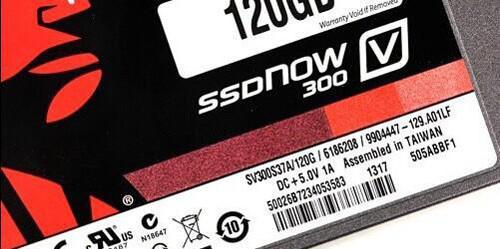 120GB
Warranty Void If Removed
SSDNOW V
300
SV300S37A/120G / 6186208 / 9904447-129.A01LF
DC +5.0V 1A Assembled in TAIWAN
50026B7234053583 1317 505ABBF1
®
N18647
10